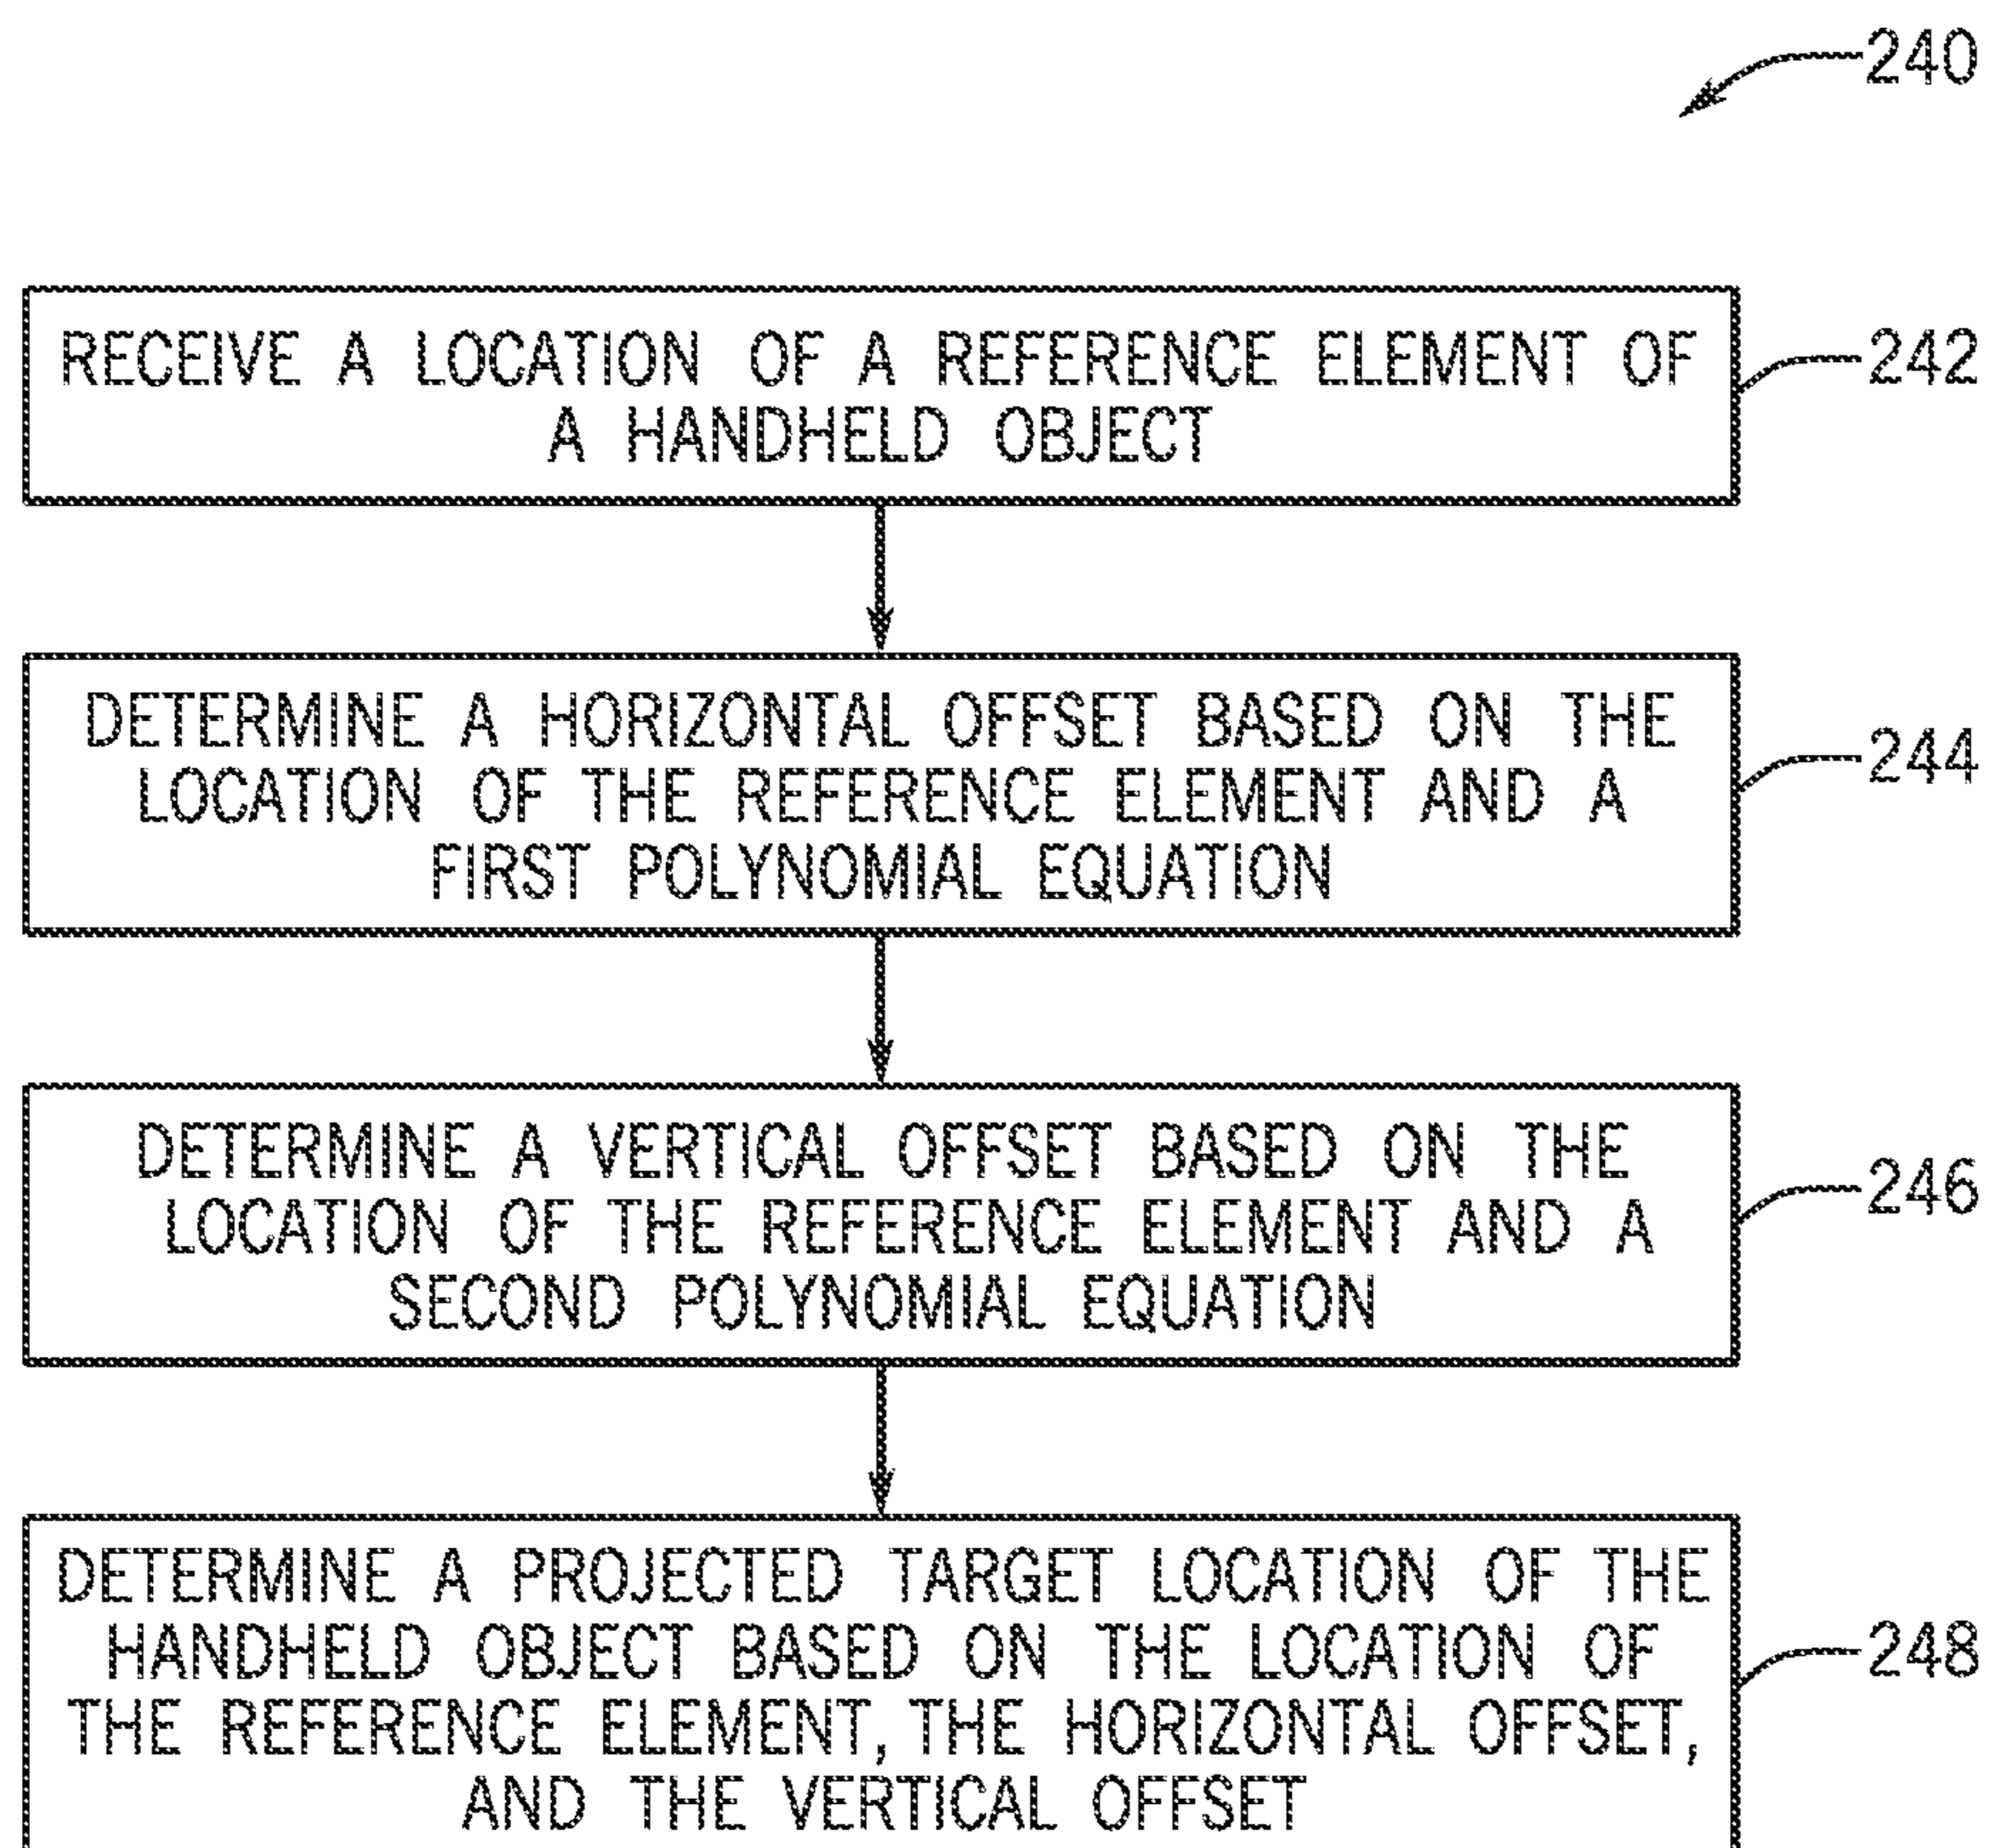 240
RECEIVE A LOCATION OF A REFERENCE ELEMENT OF
A HANDHELD OBJECT
242
DETERMINE A HORIZONTAL OFFSET BASED ON THE
LOCATION OF THE REFERENCE ELEMENT AND A
FIRST POLYNOMIAL EQUATION
244
DETERMINE A VERTICAL OFFSET BASED ON THE
LOCATION OF THE REFERENCE ELEMENT AND A
SECOND POLYNOMIAL EQUATION
246
DETERMINE A PROJECTED TARGET LOCATION OF THE
HANDHELD OBJECT BASED ON THE LOCATION OF
THE REFERENCE ELEMENT, THE HORIZONTAL OFFSET,
AND THE VERTICAL OFFSET
248